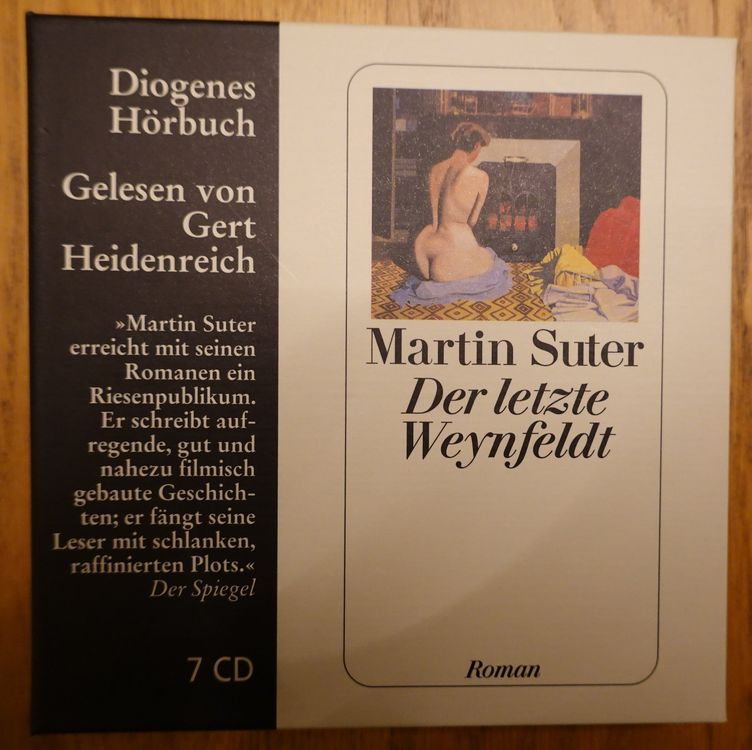 Diogenes
Hörbuch
Gelesen von
Gert
Heidenreich
»Martin Suter
erreicht mit seinen
Romanen ein
Riesenpublikum.
Er schreibt auf-
regende, gut und
nahezu filmisch
gebaute Geschich-
ten; er fängt seine
Leser mit schlanken,
raffinierten Plots.«
Der Spiegel
7 CD
Martin Suter
Der letzte
Weynfeldt
Roman